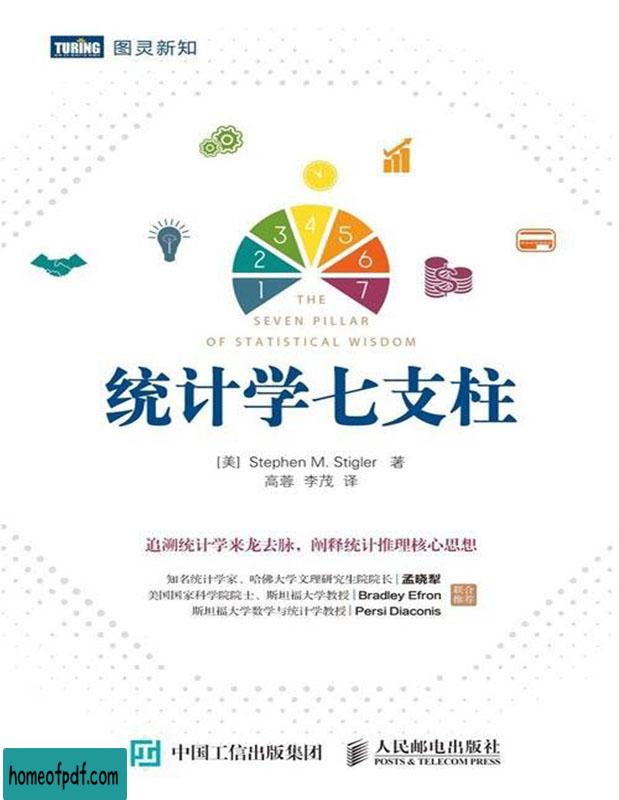 TURING 图灵新知
1 2 3 4 5 6 7
THE
SEVEN PILLAR
OF STATISTICAL WISDOM
统计学七支柱
[美] Stephen M. Stigler 著
高蓉 李茂 译
追溯统计学来龙去脉，阐释统计推理核心思想
知名统计学家、哈佛大学文理研究生院院长 | 孟晓犁
美国国家科学院院士、斯坦福大学教授 | Bradley Efron
斯坦福大学数学与统计学教授 | Persi Diaconis
联合
推荐
中国工信出版集团
人民邮电出版社
POSTS & TELECOM PRESS
homeofpdf.com